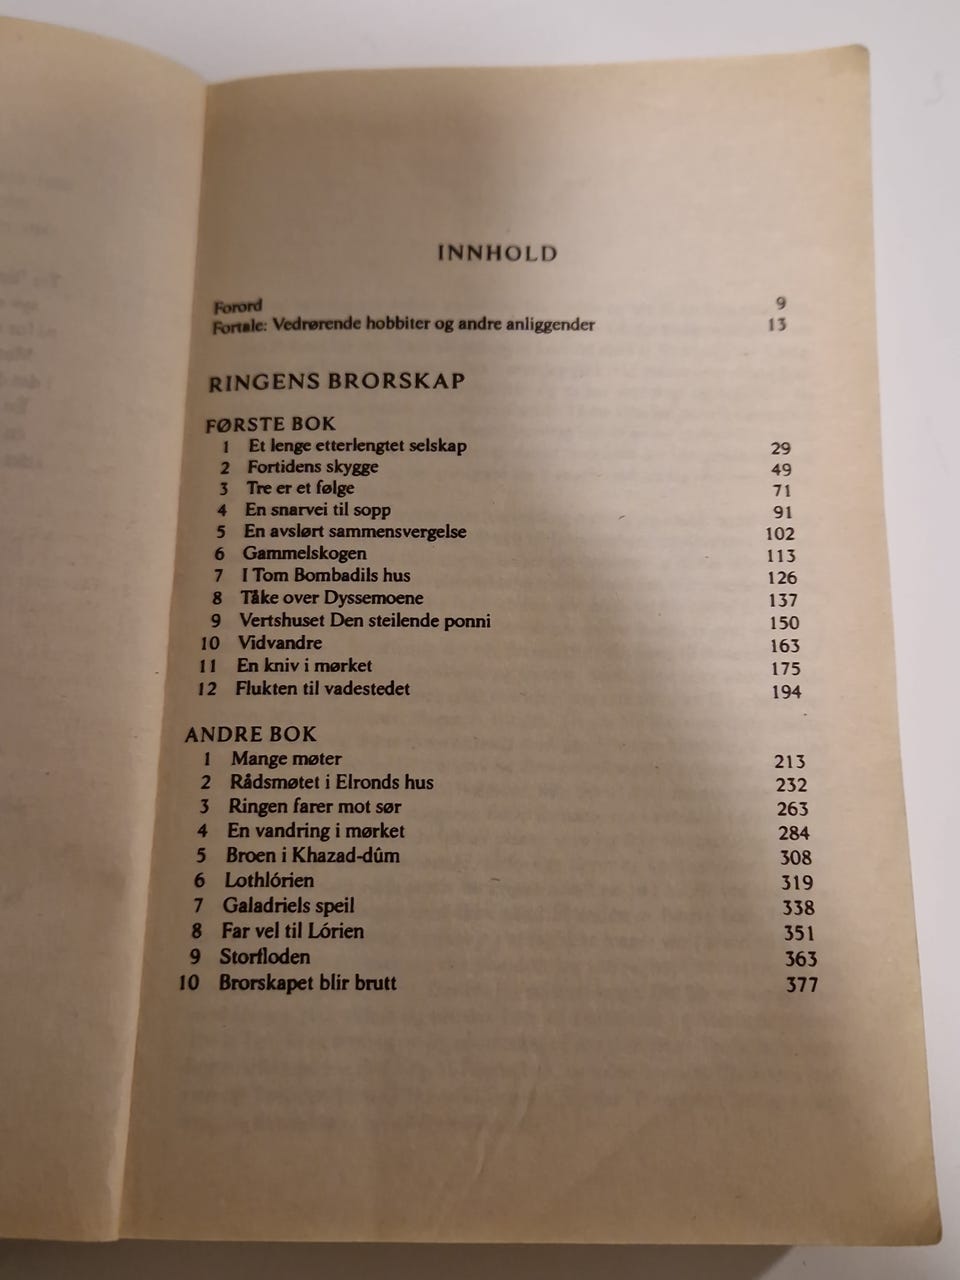 INNHOLD
Forord 9
Fortale: Vedrørende hobbiter og andre anliggender 13
RINGENS BRORSKAP
FØRSTE BOK
1 Et lenge etterlengtet selskap 29
2 Fortidens skygge 49
3 Tre er et følge 71
4 En snarvei til sopp 91
5 En avslørt sammensvergelse 102
6 Gammelskogen 113
7 I Tom Bombadils hus 126
8 Tåke over Dyssemoene 137
9 Vertshuset Den steilende ponni 150
10 Vidvandre 163
11 En kniv i mørket 175
12 Flukten til vadestedet 194
ANDRE BOK
1 Mange møter 213
2 Rådsmøtet i Elronds hus 232
3 Ringen farer mot sør 263
4 En vandring i mørket 284
5 Broen i Khazad-dûm 308
6 Lothlórien 319
7 Galadriels speil 338
8 Far vel til Lórien 351
9 Storfloden 363
10 Brorskapet blir brutt 377